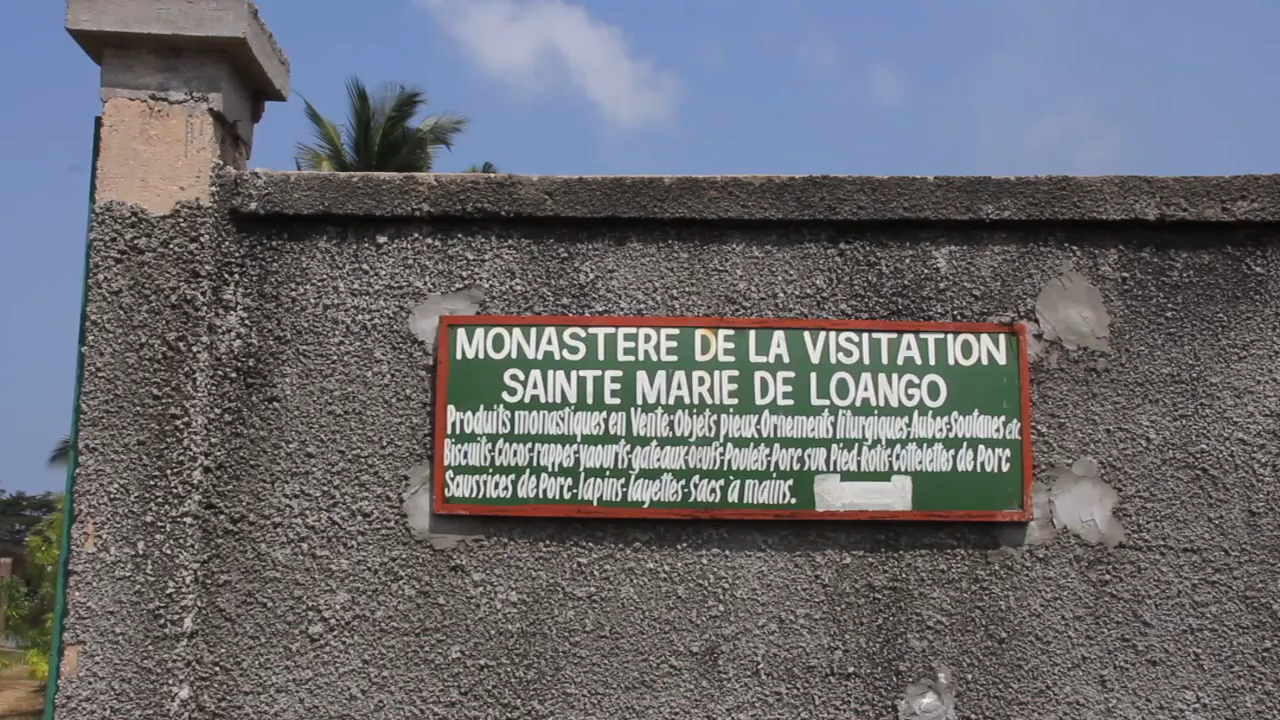 MONASTERE DE LA VISITATION
SAINTE MARIE DE LOANGO
Produits monastiques en Vente: Objets pieux-Ornements liturgiques-Aubes-Soutanes etc
Biscuits-Cocos-rappes-yaourts-gateaux-oeufs-Poulets-Porc sur Pied-Rotis-Cottelettes de Porc
Saussices de Porc-lapins-layettes-Sacs à mains.